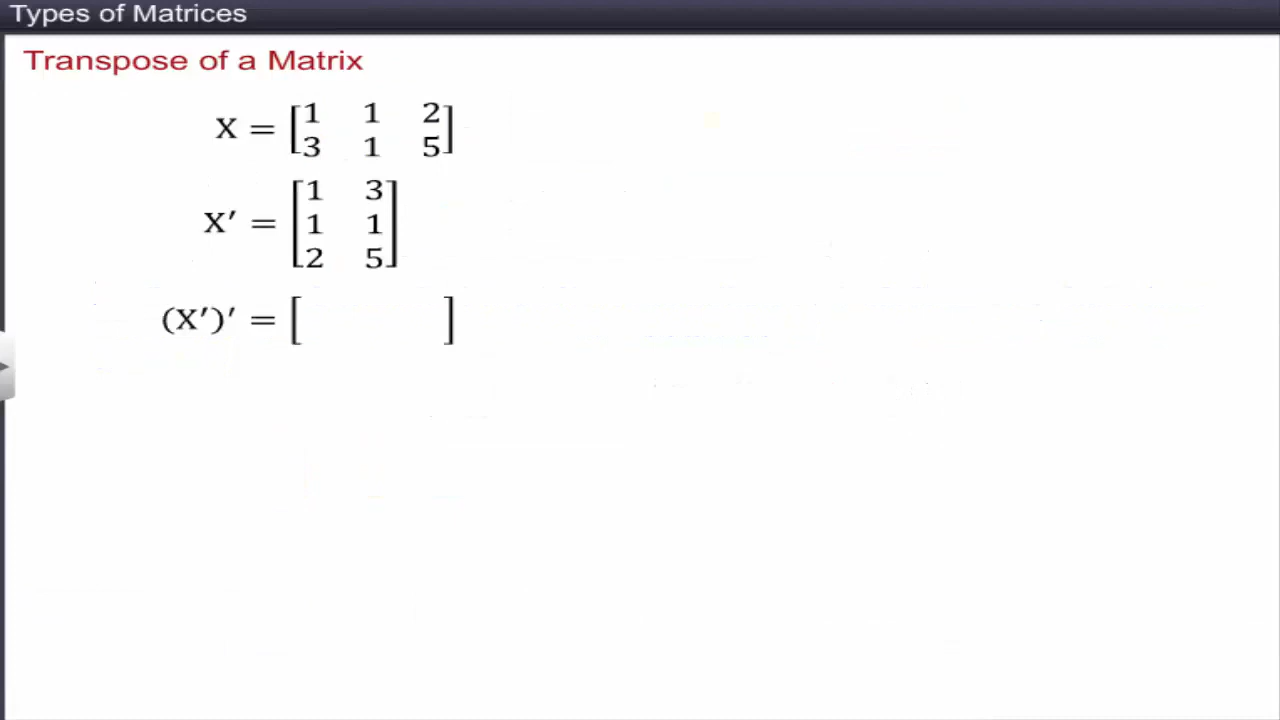 Types of Matrices
Transpose of a Matrix
X = [1 1 2
3 1 5]
X′ = [1 3
1 1
2 5]
(X′)′ = [ ]